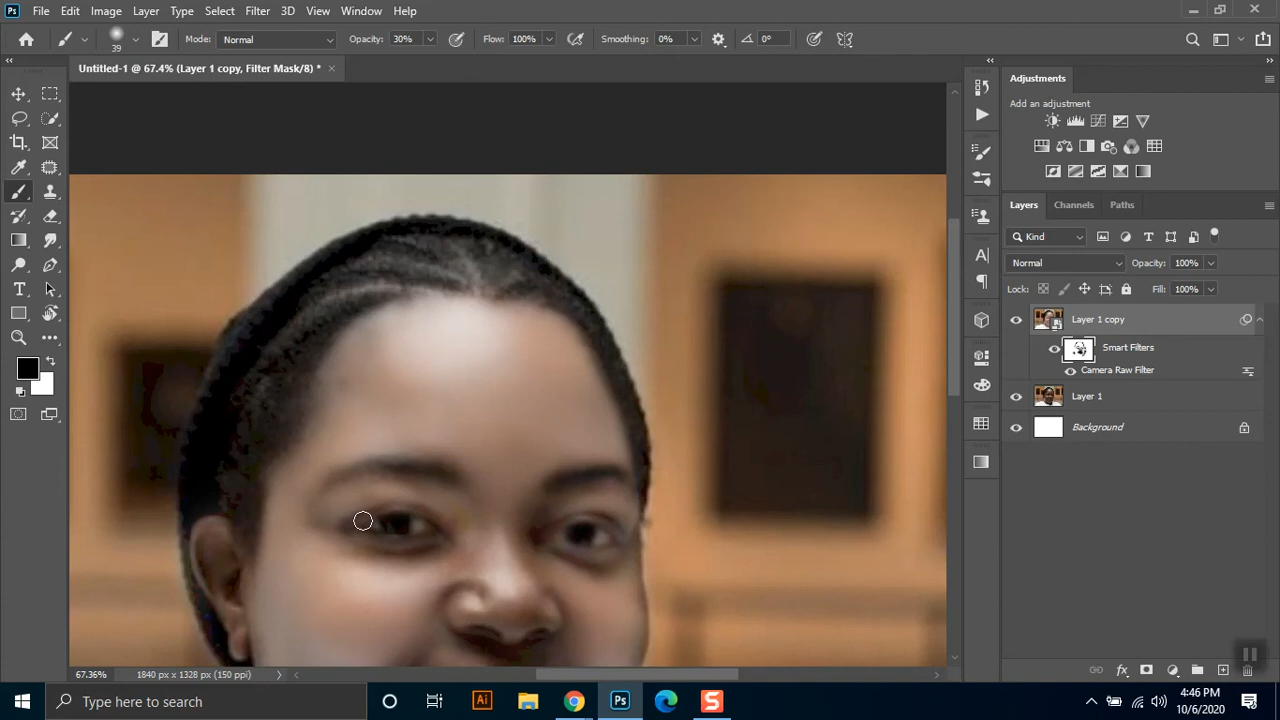 Ps File Edit Image Layer Type Select Filter 3D View Window Help
39 Mode: Normal Opacity: 30% Flow: 100% Smoothing: 0% 0°
Untitled-1 @ 67.4% (Layer 1 copy, Filter Mask/8) * ×
Adjustments
Add an adjustment
Layers Channels Paths
Kind
Normal Opacity: 100%
Lock: Fill: 100%
Layer 1 copy
Smart Filters
Camera Raw Filter
Layer 1
Background
67.36% 1840 px x 1328 px (150 ppi)
Type here to search Ai Ps S
4:46 PM
10/6/2020